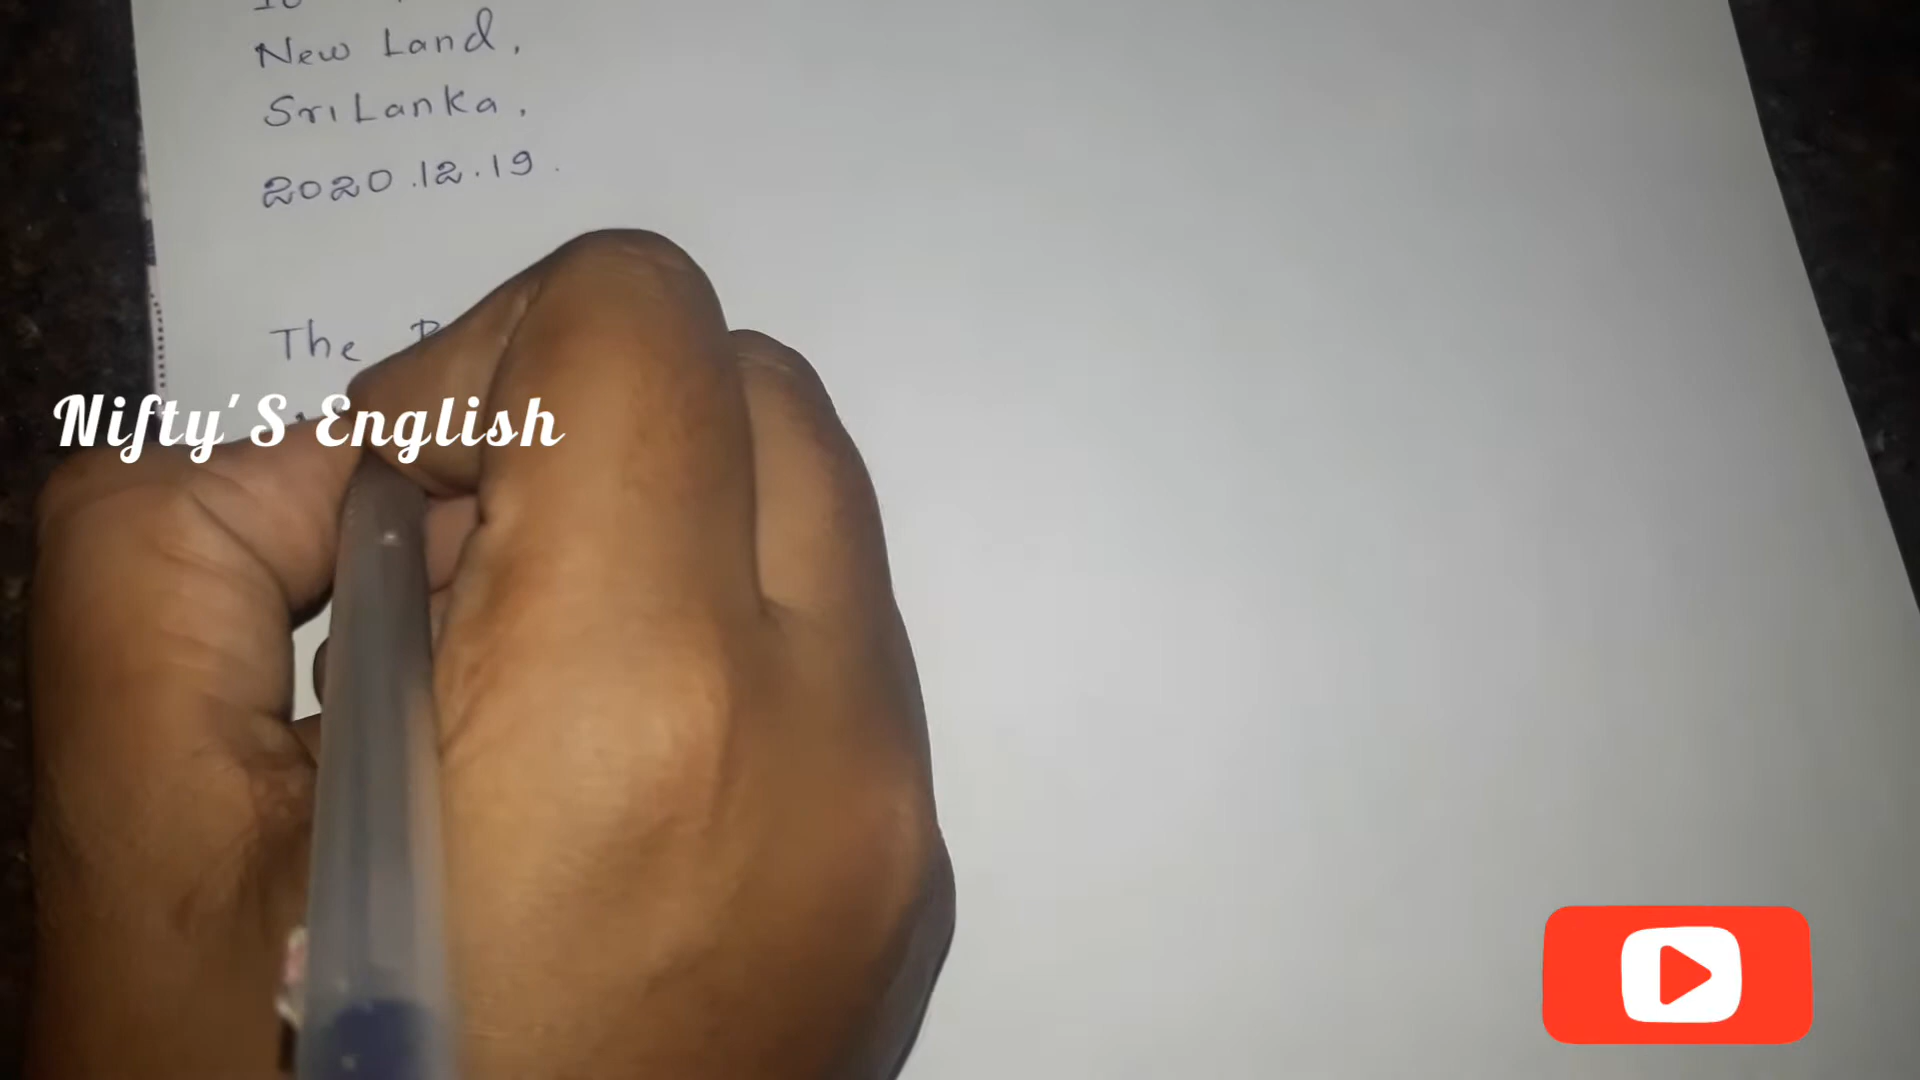 New Land,
Sri Lanka,
2020.12.19.
The
Nifty'S English